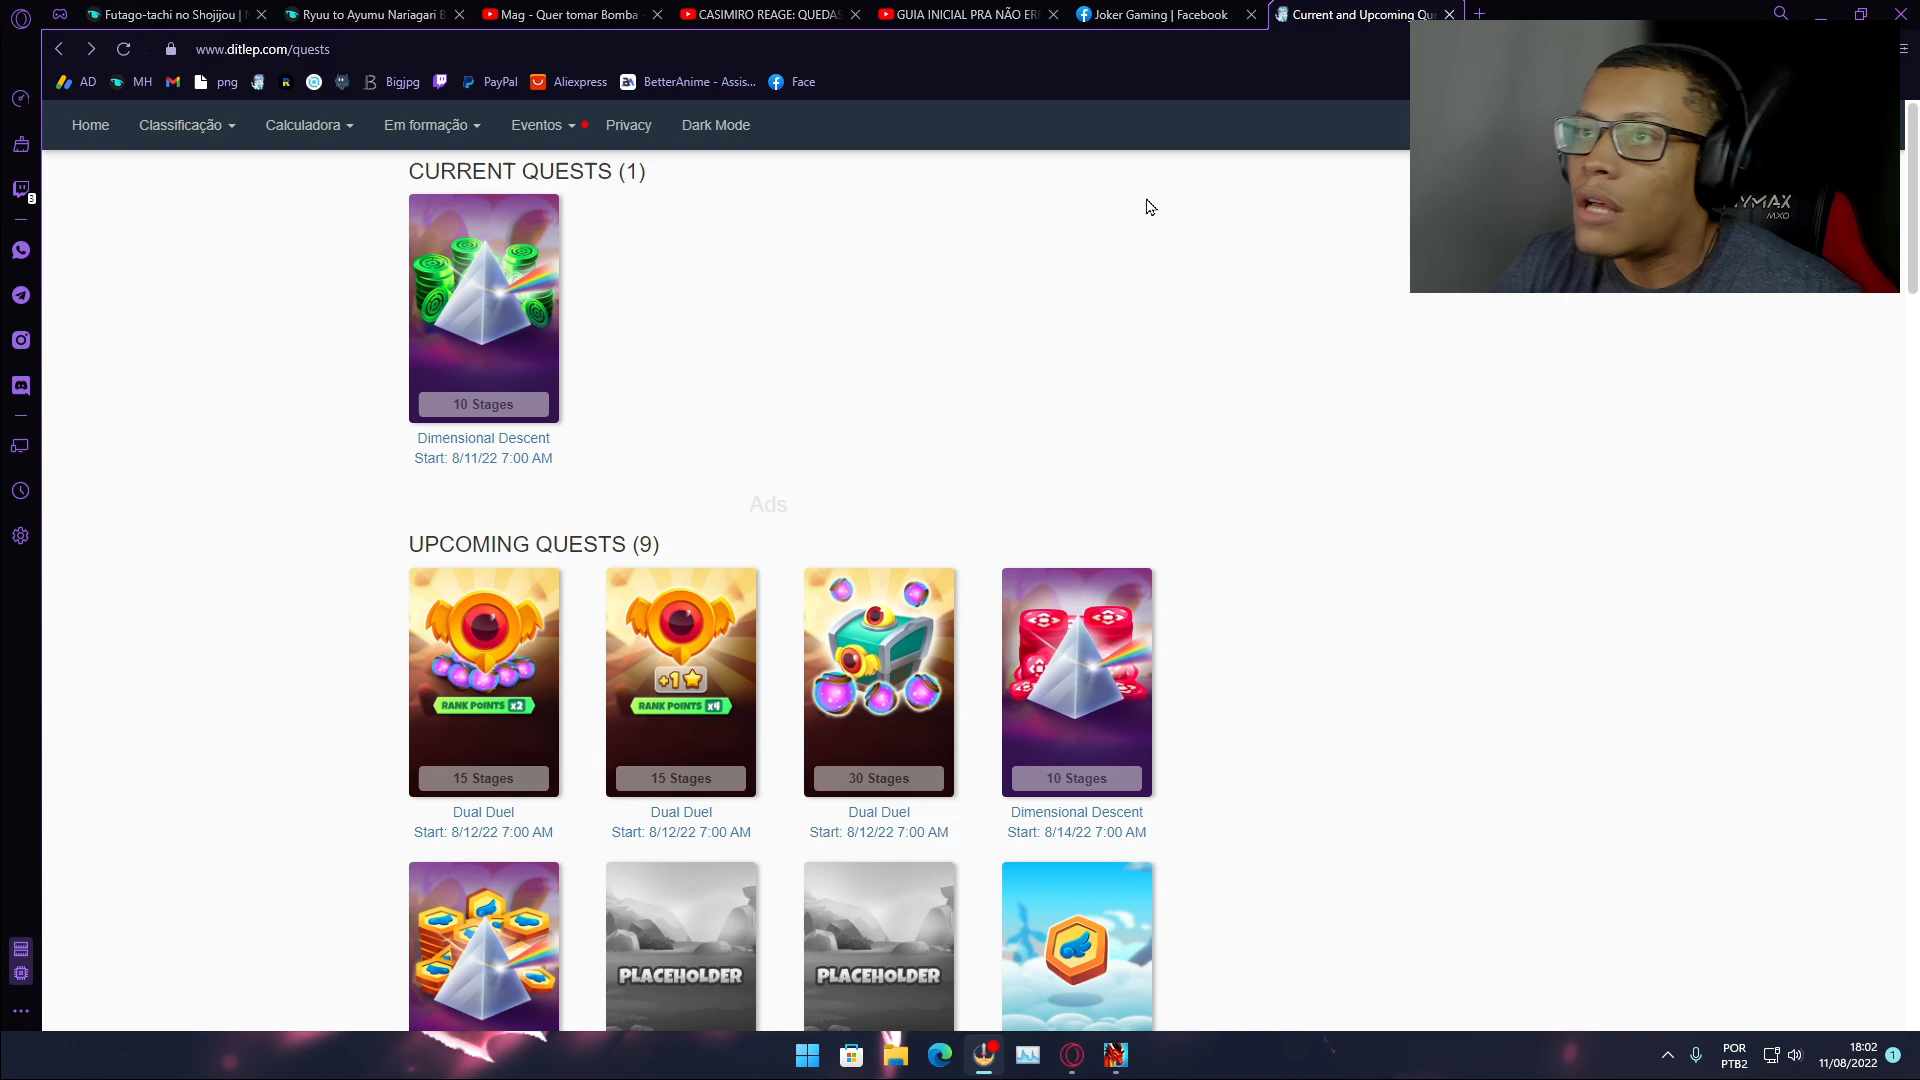 Futago-tachi no Shojijou |
Ryuu to Ayumu Nariagari B
Mag - Quer tomar Bomba -
CASIMIRO REAGE: QUEDAS
GUIA INICIAL PRA NÃO ERR
Joker Gaming | Facebook
Current and Upcoming Qu
www.ditlep.com/quests
AD
MH
png
R
Bigjpg
PayPal
Aliexpress
BetterAnime - Assis...
Face
Home
Classificação
Calculadora
Em formação
Eventos
Privacy
Dark Mode
YMAX
MXO
3
CURRENT QUESTS (1)
10 Stages
Dimensional Descent
Start: 8/11/22 7:00 AM
Ads
UPCOMING QUESTS (9)
RANK POINTS x2
15 Stages
Dual Duel
Start: 8/12/22 7:00 AM
+1
RANK POINTS x4
15 Stages
Dual Duel
Start: 8/12/22 7:00 AM
30 Stages
Dual Duel
Start: 8/12/22 7:00 AM
10 Stages
Dimensional Descent
Start: 8/14/22 7:00 AM
PLACEHOLDER
PLACEHOLDER
POR
PTB2
18:02
11/08/2022
1